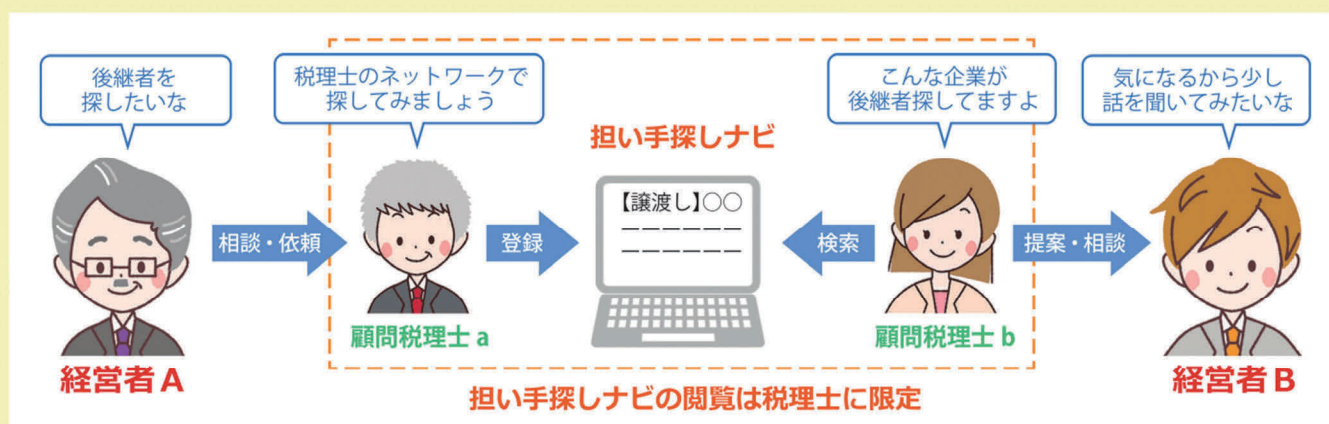 後継者を
探したいな
税理士のネットワークで
探してみましょう
こんな企業が
後継者探してますよ
気になるから少し
話を聞いてみたいな
担い手探しナビ
【譲渡し】○○
相談・依頼
登録
検索
提案・相談
顧問税理士 a
顧問税理士 b
経営者 A
経営者 B
担い手探しナビの閲覧は税理士に限定